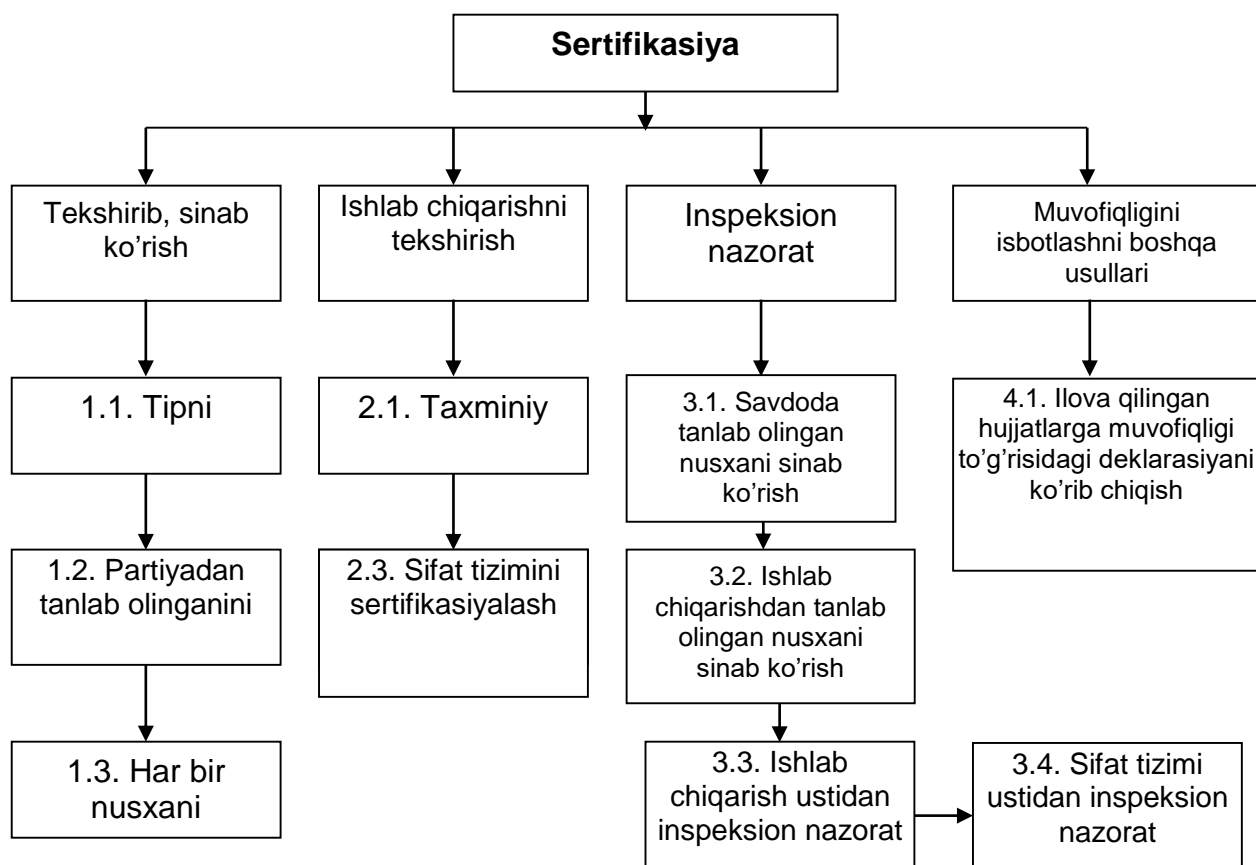 Sertifikasiya
Tekshirib, sinab
ko’rish
Ishlab chiqarishni
tekshirish
Inspeksion
nazorat
Muvofiqligini
isbotlashni boshqa
usullari
1.1. Tipni
2.1. Taxminiy
3.1. Savdoda
tanlab olingan
nusxani sinab
ko’rish
4.1. Ilova qilingan
hujjatlarga muvofiqligi
to’g’risidagi deklarasiyani
ko’rib chiqish
1.2. Partiyadan
tanlab olinganini
2.3. Sifat tizimini
sertifikasiyalash
3.2. Ishlab
chiqarishdan tanlab
olingan nusxani
sinab ko’rish
1.3. Har bir
nusxani
3.3. Ishlab
chiqarish ustidan
inspeksion nazorat
3.4. Sifat tizimi
ustidan inspeksion
nazorat